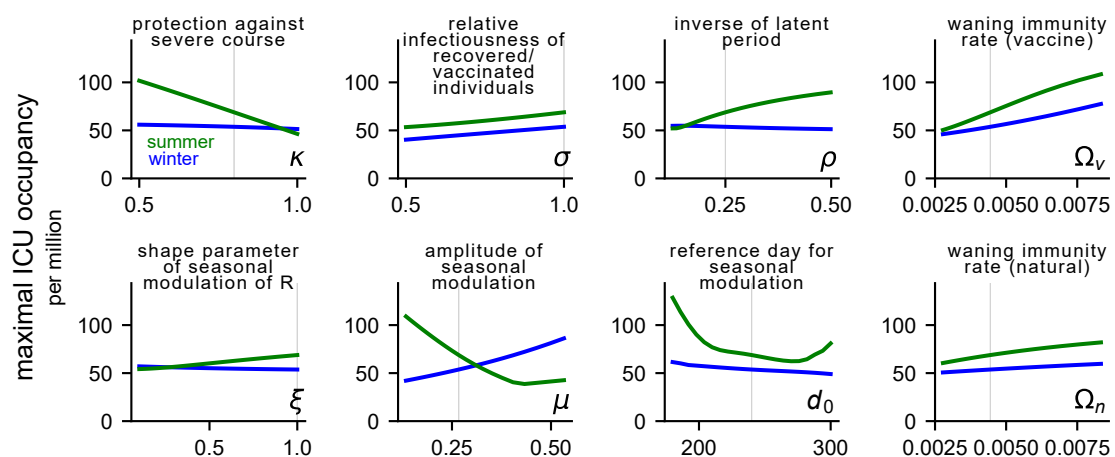 maximal ICU occupancy
per million
protection against
severe course
100
50
0
summer
winter
κ
0.5 1.0
relative
infectiousness of
recovered/
vaccinated
individuals
100
50
0
σ
0.5 1.0
inverse of latent
period
100
50
0
ρ
0.25 0.50
waning immunity
rate (vaccine)
100
50
0
Ωv
0.0025 0.0050 0.0075
shape parameter
of seasonal
modulation of R
100
50
0
ξ
0.5 1.0
amplitude of
seasonal
modulation
100
50
0
μ
0.25 0.50
reference day for
seasonal
modulation
100
50
0
d0
200 300
waning immunity
rate (natural)
100
50
0
Ωn
0.0025 0.0050 0.0075